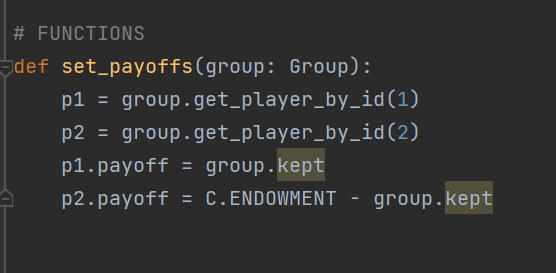 # FUNCTIONS
def set_payoffs(group: Group):
    p1 = group.get_player_by_id(1)
    p2 = group.get_player_by_id(2)
    p1.payoff = group.kept
    p2.payoff = C.ENDOWMENT - group.kept